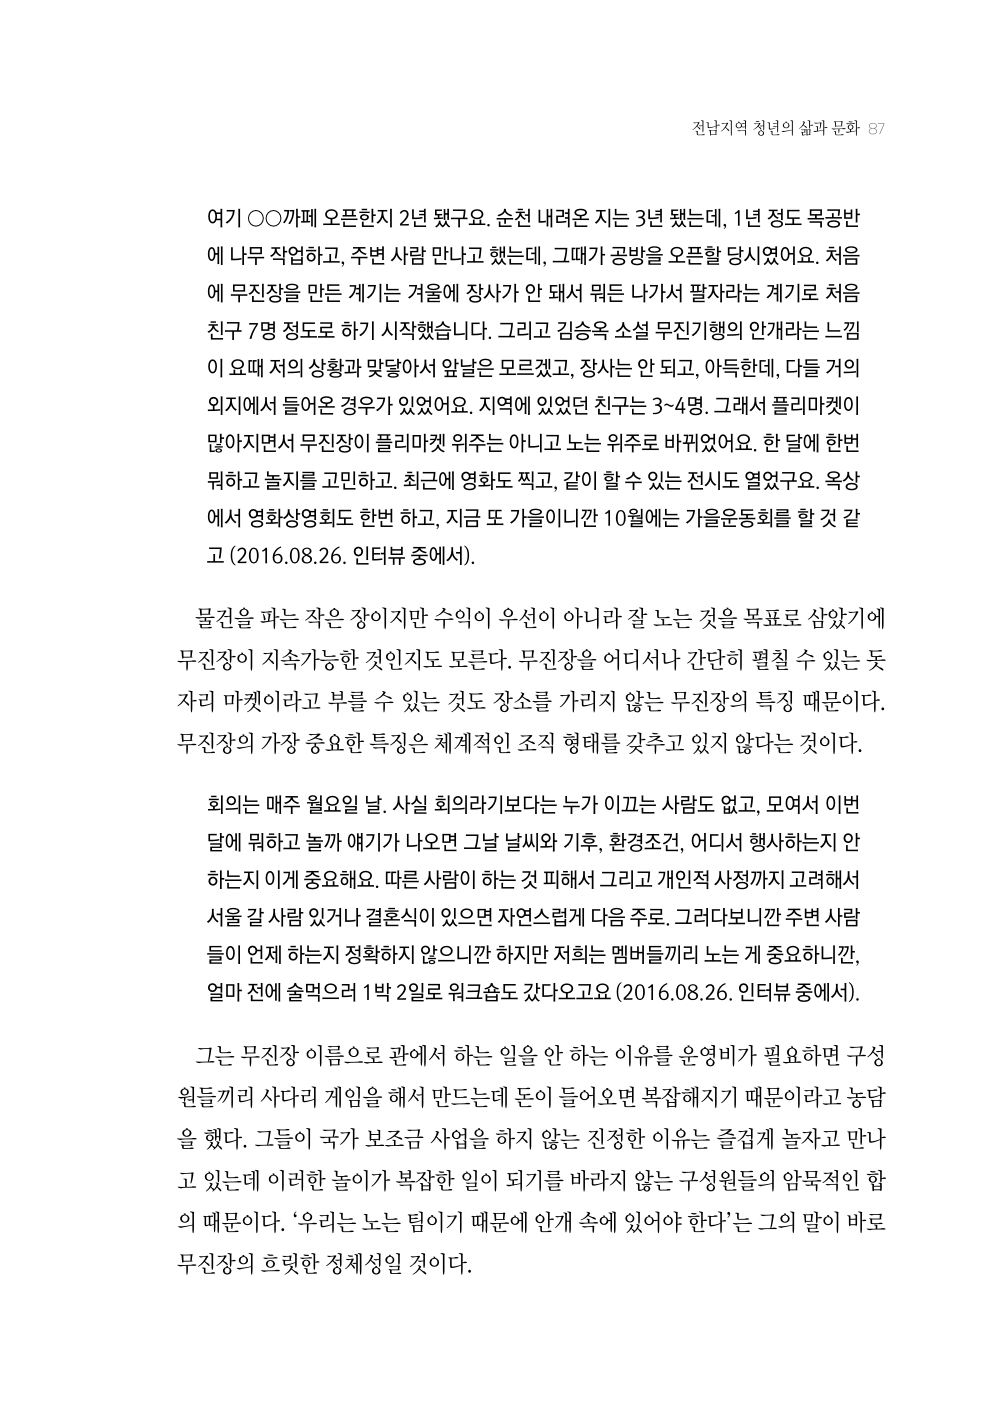 전남지역 청년의 삶과 문화 87
여기 ○○까페 오픈한지 2년 됐구요. 순천 내려온 지는 3년 됐는데, 1년 정도 목공반
에 나무 작업하고, 주변 사람 만나고 했는데, 그때가 공방을 오픈할 당시였어요. 처음
에 무진장을 만든 계기는 겨울에 장사가 안 돼서 뭐든 나가서 팔자라는 계기로 처음
친구 7명 정도로 하기 시작했습니다. 그리고 김승옥 소설 무진기행의 안개라는 느낌
이 요때 저의 상황과 맞닿아서 앞날은 모르겠고, 장사는 안 되고, 아득한데, 다들 거의
외지에서 들어온 경우가 있었어요. 지역에 있었던 친구는 3~4명. 그래서 플리마켓이
많아지면서 무진장이 플리마켓 위주는 아니고 노는 위주로 바뀌었어요. 한 달에 한번
뭐하고 놀지를 고민하고. 최근에 영화도 찍고, 같이 할 수 있는 전시도 열었구요. 옥상
에서 영화상영회도 한번 하고, 지금 또 가을이니깐 10월에는 가을운동회를 할 것 같
고 (2016.08.26. 인터뷰 중에서).
물건을 파는 작은 장이지만 수익이 우선이 아니라 잘 노는 것을 목표로 삼았기에
무진장이 지속가능한 것인지도 모른다. 무진장을 어디서나 간단히 펼칠 수 있는 돗
자리 마켓이라고 부를 수 있는 것도 장소를 가리지 않는 무진장의 특징 때문이다.
무진장의 가장 중요한 특징은 체계적인 조직 형태를 갖추고 있지 않다는 것이다.
회의는 매주 월요일 날. 사실 회의라기보다는 누가 이끄는 사람도 없고, 모여서 이번
달에 뭐하고 놀까 얘기가 나오면 그날 날씨와 기후, 환경조건, 어디서 행사하는지 안
하는지 이게 중요해요. 따른 사람이 하는 것 피해서 그리고 개인적 사정까지 고려해서
서울 갈 사람 있거나 결혼식이 있으면 자연스럽게 다음 주로. 그러다보니깐 주변 사람
들이 언제 하는지 정확하지 않으니깐 하지만 저희는 멤버들끼리 노는 게 중요하니깐,
얼마 전에 술먹으러 1박 2일로 워크숍도 갔다오고요 (2016.08.26. 인터뷰 중에서).
그는 무진장 이름으로 관에서 하는 일을 안 하는 이유를 운영비가 필요하면 구성
원들끼리 사다리 게임을 해서 만드는데 돈이 들어오면 복잡해지기 때문이라고 농담
을 했다. 그들이 국가 보조금 사업을 하지 않는 진정한 이유는 즐겁게 놀자고 만나
고 있는데 이러한 놀이가 복잡한 일이 되기를 바라지 않는 구성원들의 암묵적인 합
의 때문이다. ‘우리는 노는 팀이기 때문에 안개 속에 있어야 한다’는 그의 말이 바로
무진장의 흐릿한 정체성일 것이다.